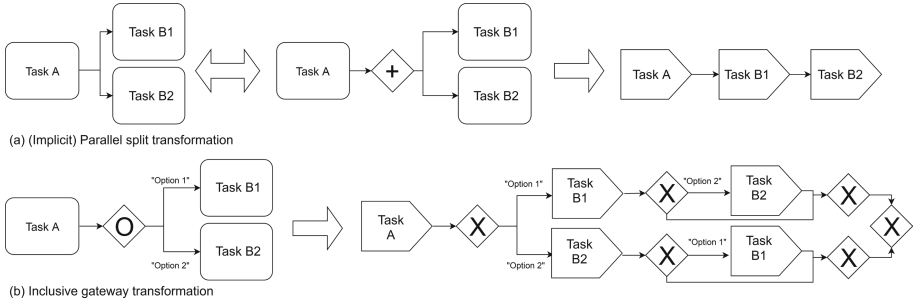 Task A
Task B1
Task B2
Task A
+
Task B1
Task B2
Task A
Task B1
Task B2
(a) (Implicit) Parallel split transformation
Task A
O
"Option 1"
Task B1
"Option 2"
Task B2
Task
A
X
"Option 1"
Task
B1
X
"Option 2"
Task
B2
X
"Option 2"
Task
B2
X
"Option 1"
Task
B1
X
X
(b) Inclusive gateway transformation